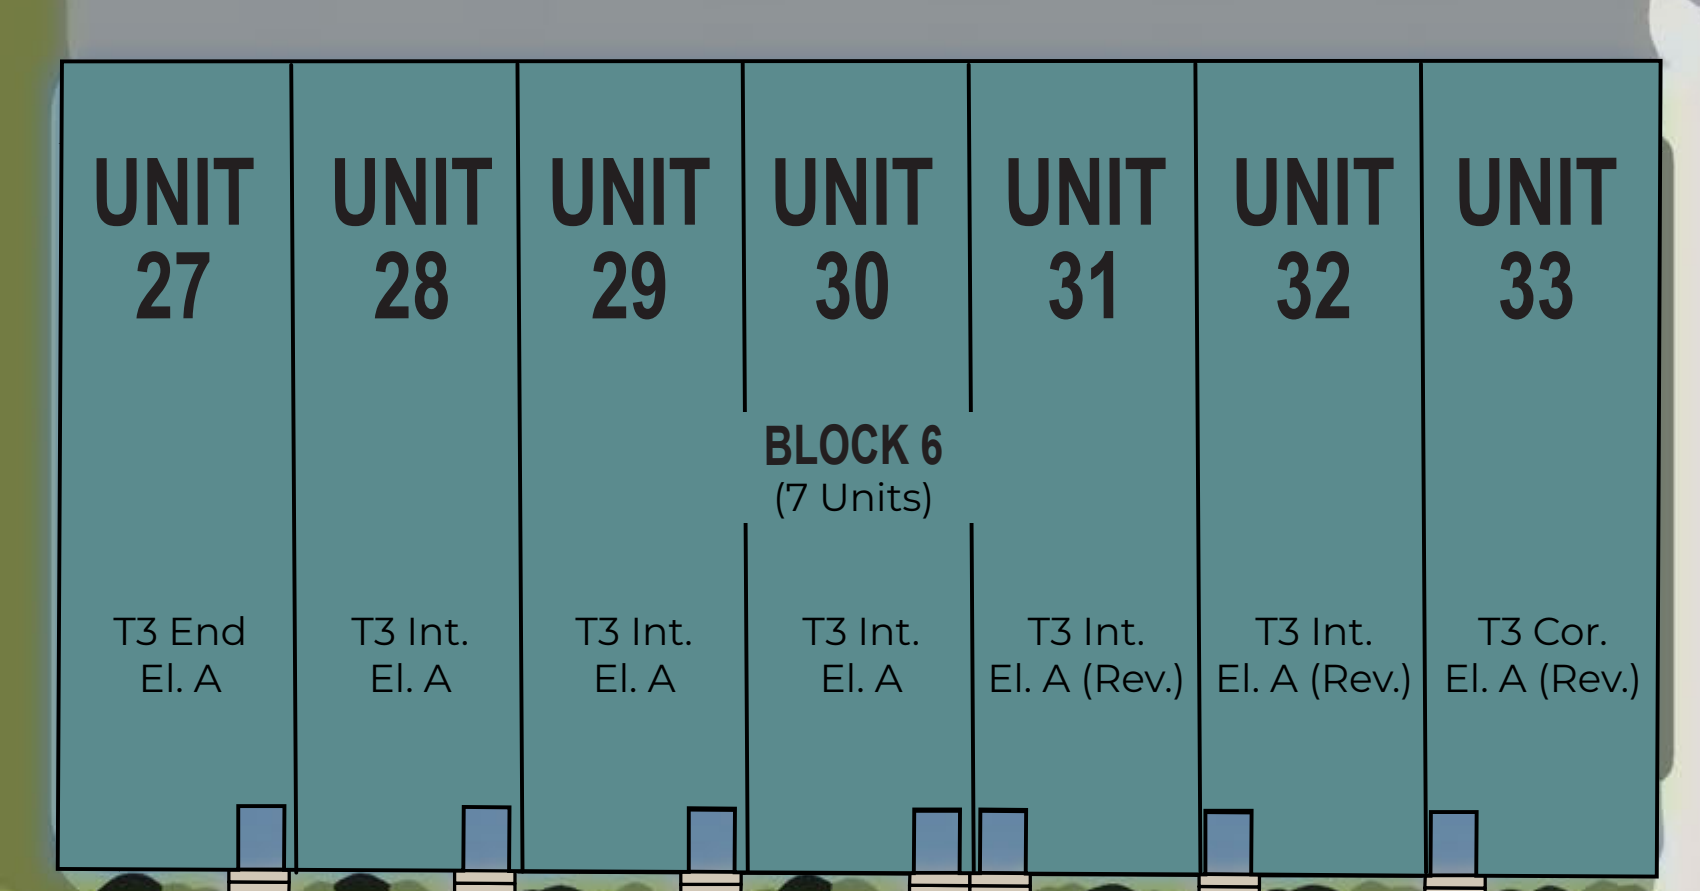 UNIT
27
UNIT
28
UNIT
29
UNIT
30
UNIT
31
UNIT
32
UNIT
33
BLOCK 6
(7 Units)
T3 End
El. A
T3 Int.
El. A
T3 Int.
El. A
T3 Int.
El. A
T3 Int.
El. A (Rev.)
T3 Int.
El. A (Rev.)
T3 Cor.
El. A (Rev.)